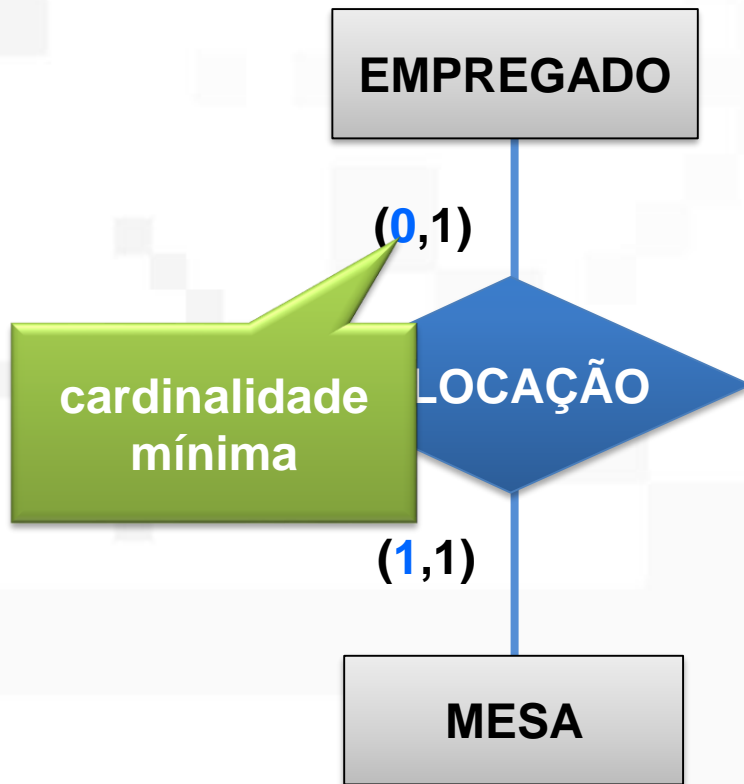 EMPREGADO
(0,1)
cardinalidade
mínima
LOCAÇÃO
(1,1)
MESA